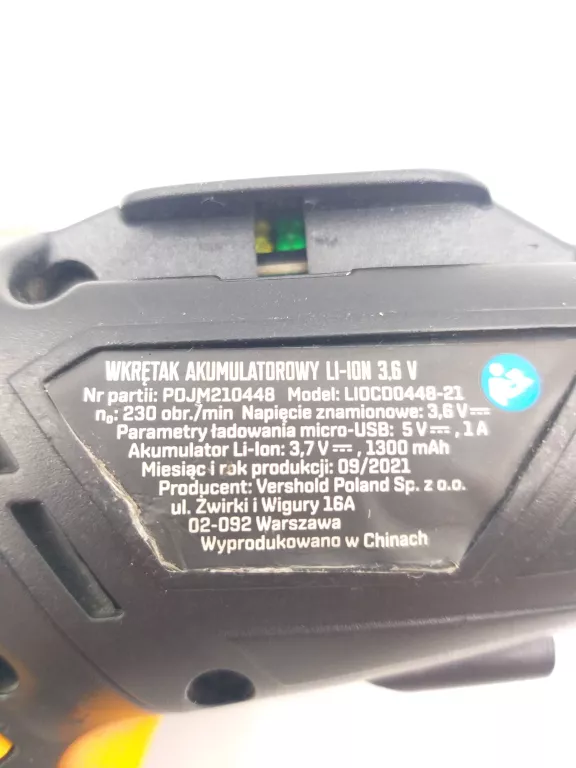 WKRĘTAK AKUMULATOROWY LI-ION 3,6 V
Nr partii: POJM210448 Model: LIOCD0448-21
n₀: 230 obr./min Napięcie znamionowe: 3,6 V⎓
Parametry ładowania micro-USB: 5 V⎓, 1 A
Akumulator Li-Ion: 3,7 V⎓, 1300 mAh
Miesiąc i rok produkcji: 09/2021
Producent: Vershold Poland Sp. z o.o.
ul. Żwirki i Wigury 16A
02-092 Warszawa
Wyprodukowano w Chinach